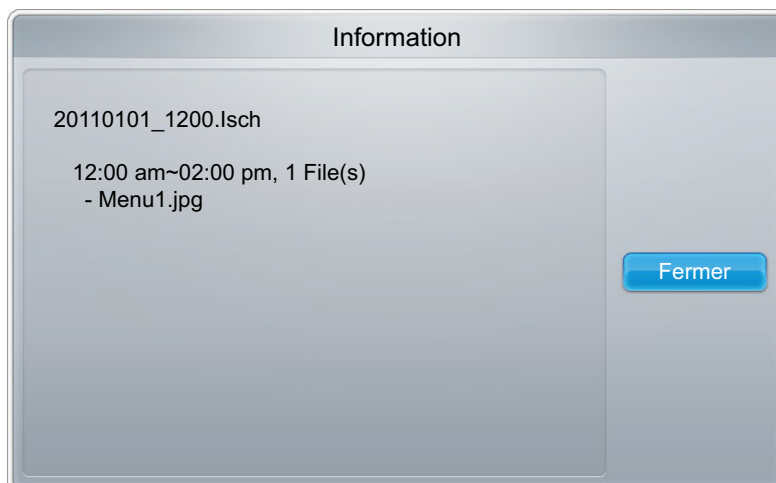 Information
20110101_1200.lsch
12:00 am~02:00 pm, 1 File(s)
- Menu1.jpg
Fermer